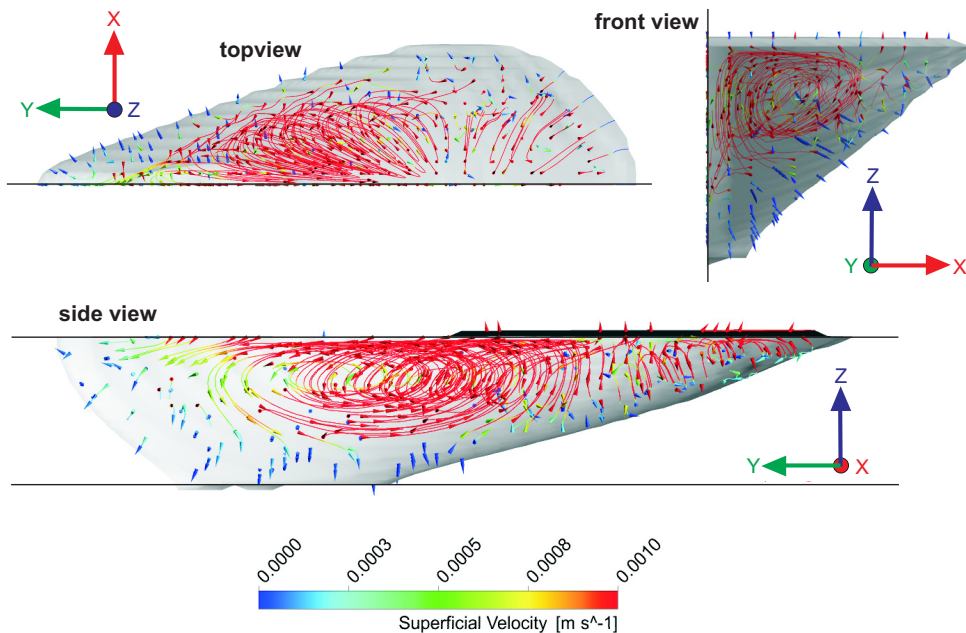 front view
topview
X
Y
Z
Z
Y
X
side view
Z
Y
X
0.0000
0.0003
0.0005
0.0008
0.0010
Superficial Velocity [m s^-1]